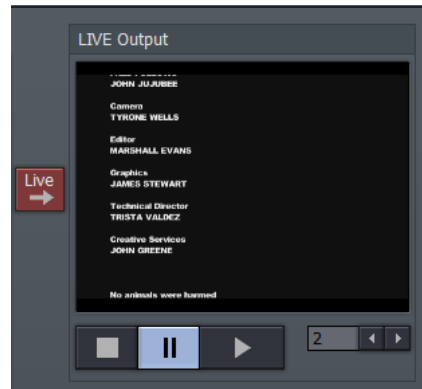 LIVE Output
JOHN JUJUBEE
Camera
TYRONE WELLS
Editor
MARSHALL EVANS
Graphics
JAMES STEWART
Technical Director
TRISTA VALDEZ
Creative Services
JOHN GREENE
No animals were harmed
Live
2